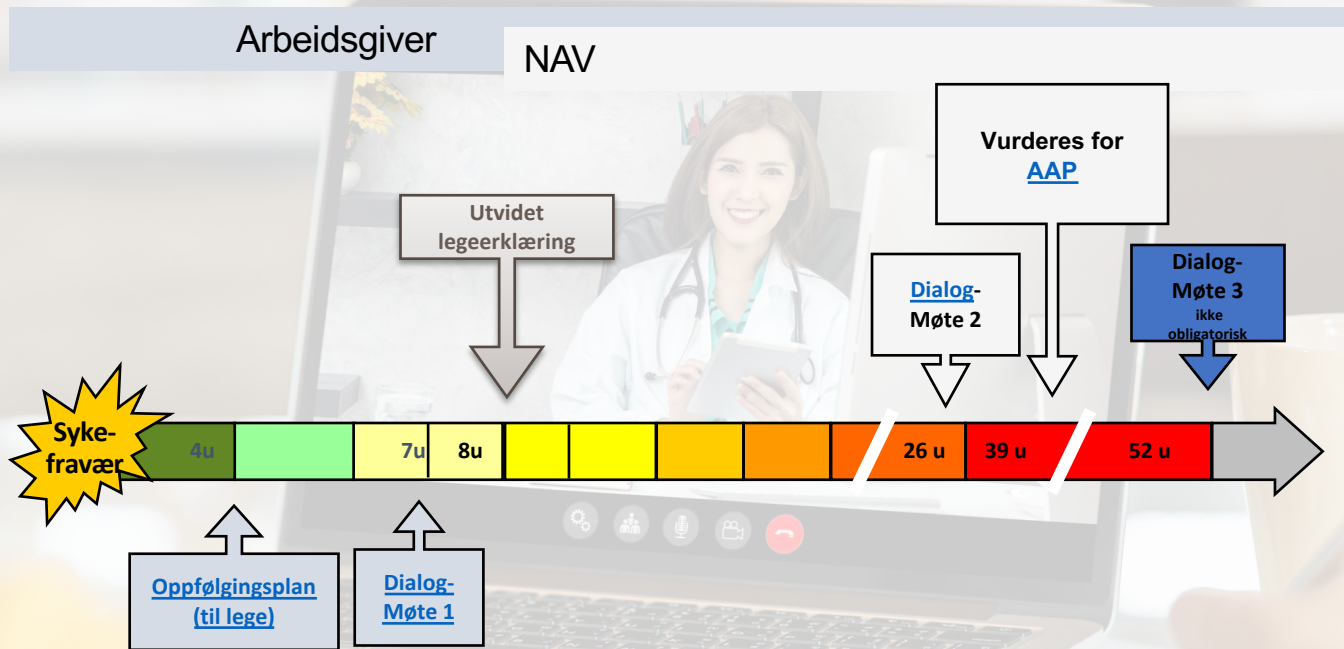 Arbeidsgiver
NAV
Vurderes for
AAP
Utvidet
legeerklæring
Dialog-
Møte 2
Dialog-
Møte 3
ikke
obligatorisk
Syke-
fravær
4u
7u
8u
26 u
39 u
52 u
Oppfølgingsplan
(til lege)
Dialog-
Møte 1